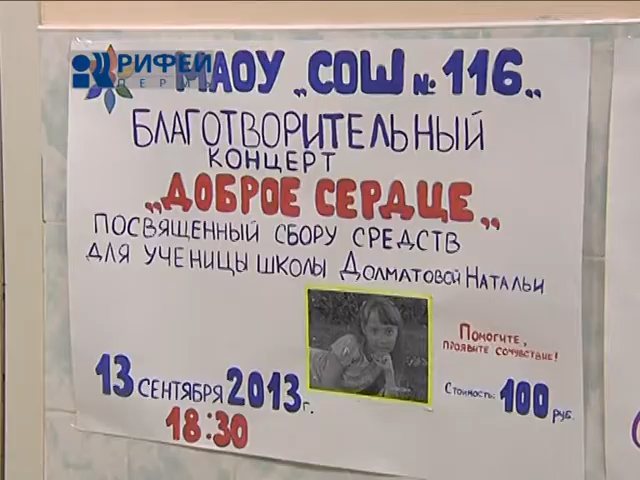 РИФЕЙ
ПЕРМЬ
МАОУ „СОШ № 116„
БЛАГОТВОРИТЕЛЬНЫЙ
КОНЦЕРТ
„ДОБРОЕ СЕРДЦЕ„
ПОСВЯЩЕННЫЙ СБОРУ СРЕДСТВ
ДЛЯ УЧЕНИЦЫ ШКОЛЫ ДОЛМАТОВОЙ НАТАЛЬИ
ПОМОГИТЕ,
ПРОЯВИТЕ СОЧУВСТВИЕ!
13 СЕНТЯБРЯ 2013г.
18:30
Стоимость: 100 РУБ.